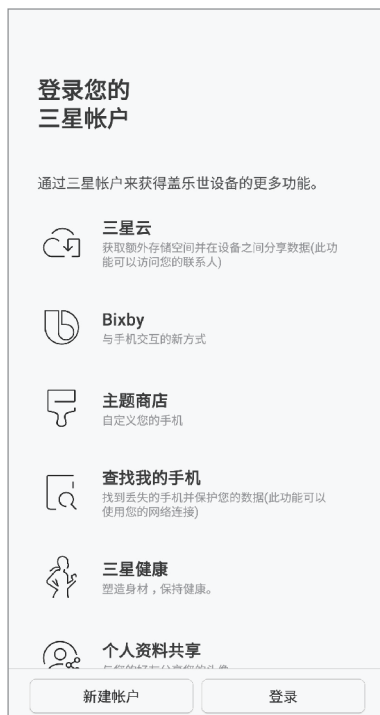 登录您的
三星帐户
通过三星帐户来获得盖乐世设备的更多功能。
三星云
获取额外存储空间并在设备之间分享数据(此功
能可以访问您的联系人)
Bixby
与手机交互的新方式
主题商店
自定义您的手机
查找我的手机
找到丢失的手机并保护您的数据(此功能可以
使用您的网络连接)
三星健康
塑造身材，保持健康。
个人资料共享
新建帐户
登录